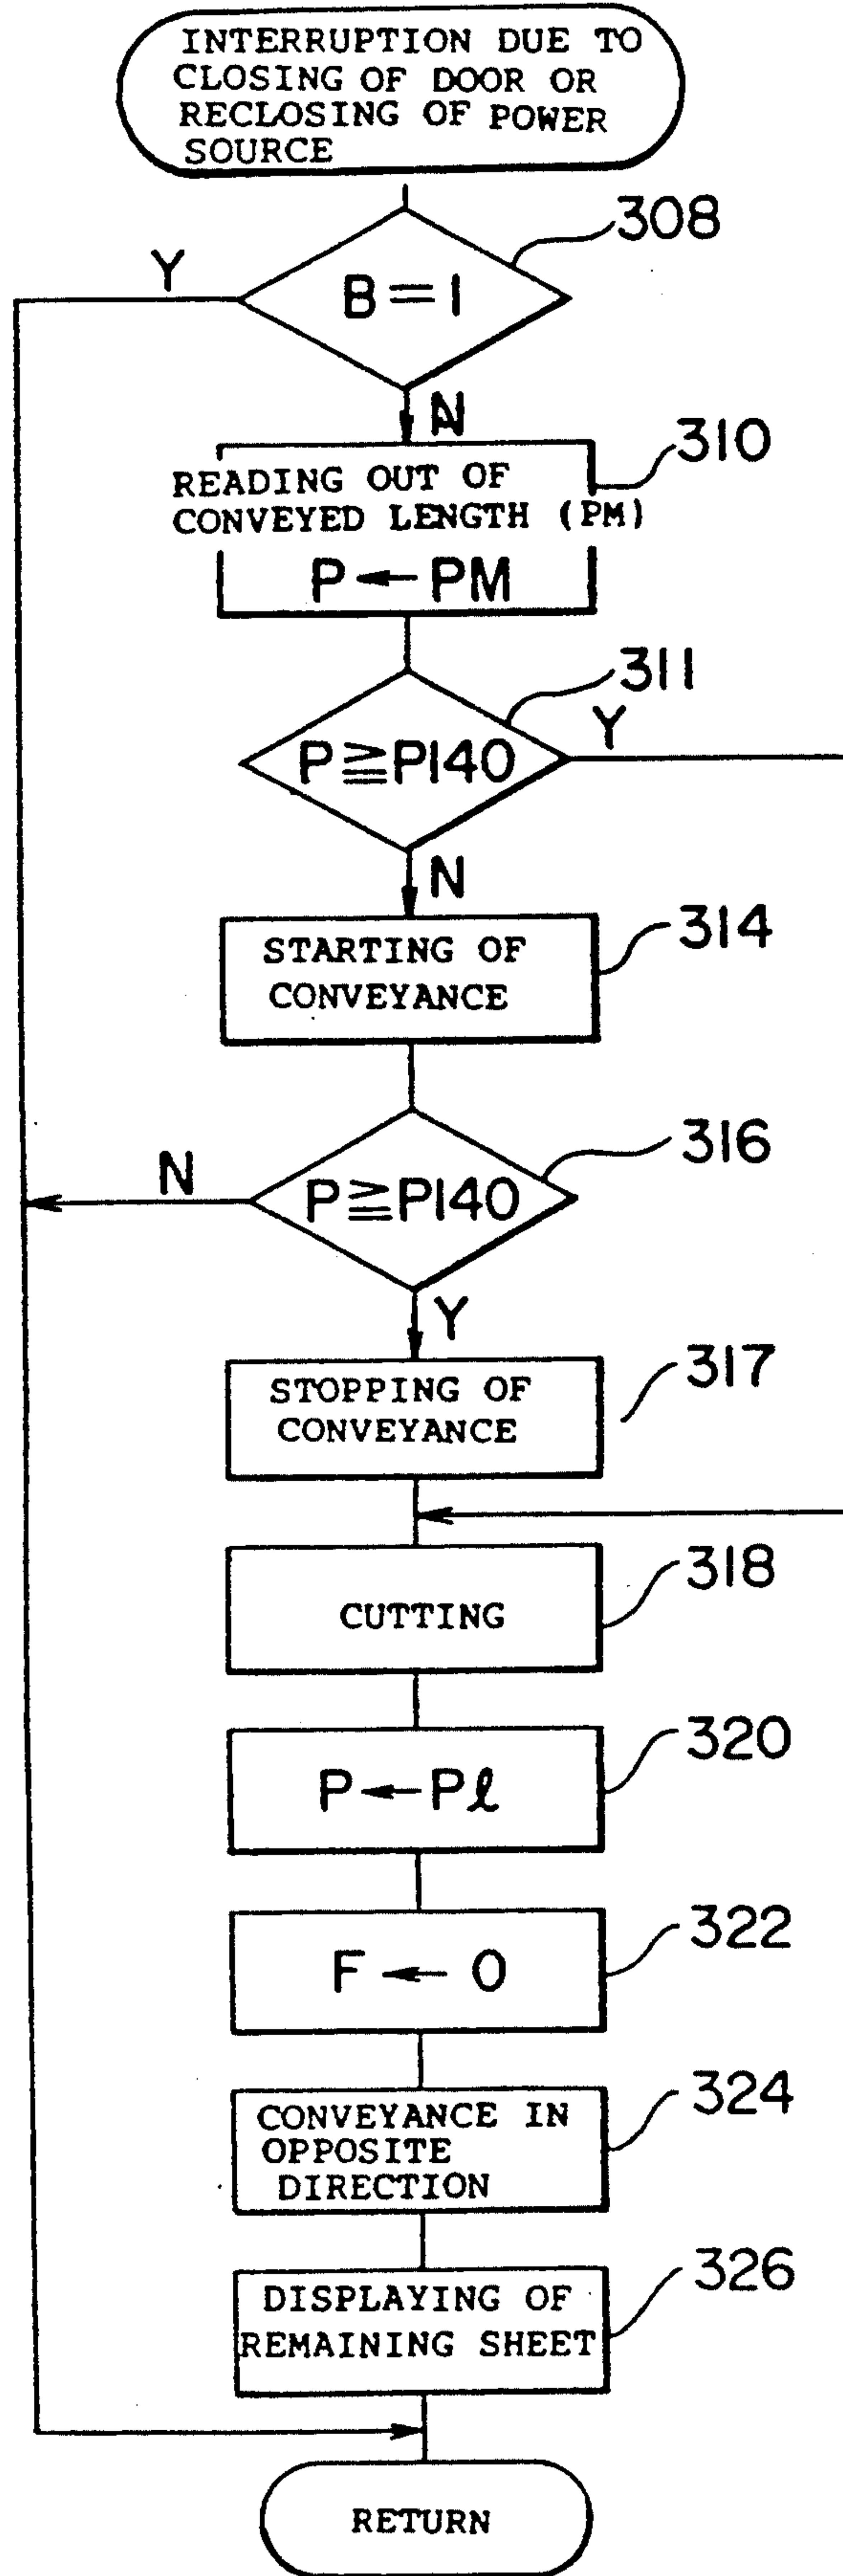 INTERRUPTION DUE TO
CLOSING OF DOOR OR
RECLOSING OF POWER
SOURCE
308
Y
B=1
N
310
READING OUT OF
CONVEYED LENGTH (PM)
P←PM
311
Y
P≧P140
N
314
STARTING OF
CONVEYANCE
316
N
P≧P140
Y
317
STOPPING OF
CONVEYANCE
318
CUTTING
320
P←Pℓ
322
F←0
324
CONVEYANCE IN
OPPOSITE
DIRECTION
326
DISPLAYING OF
REMAINING SHEET
RETURN